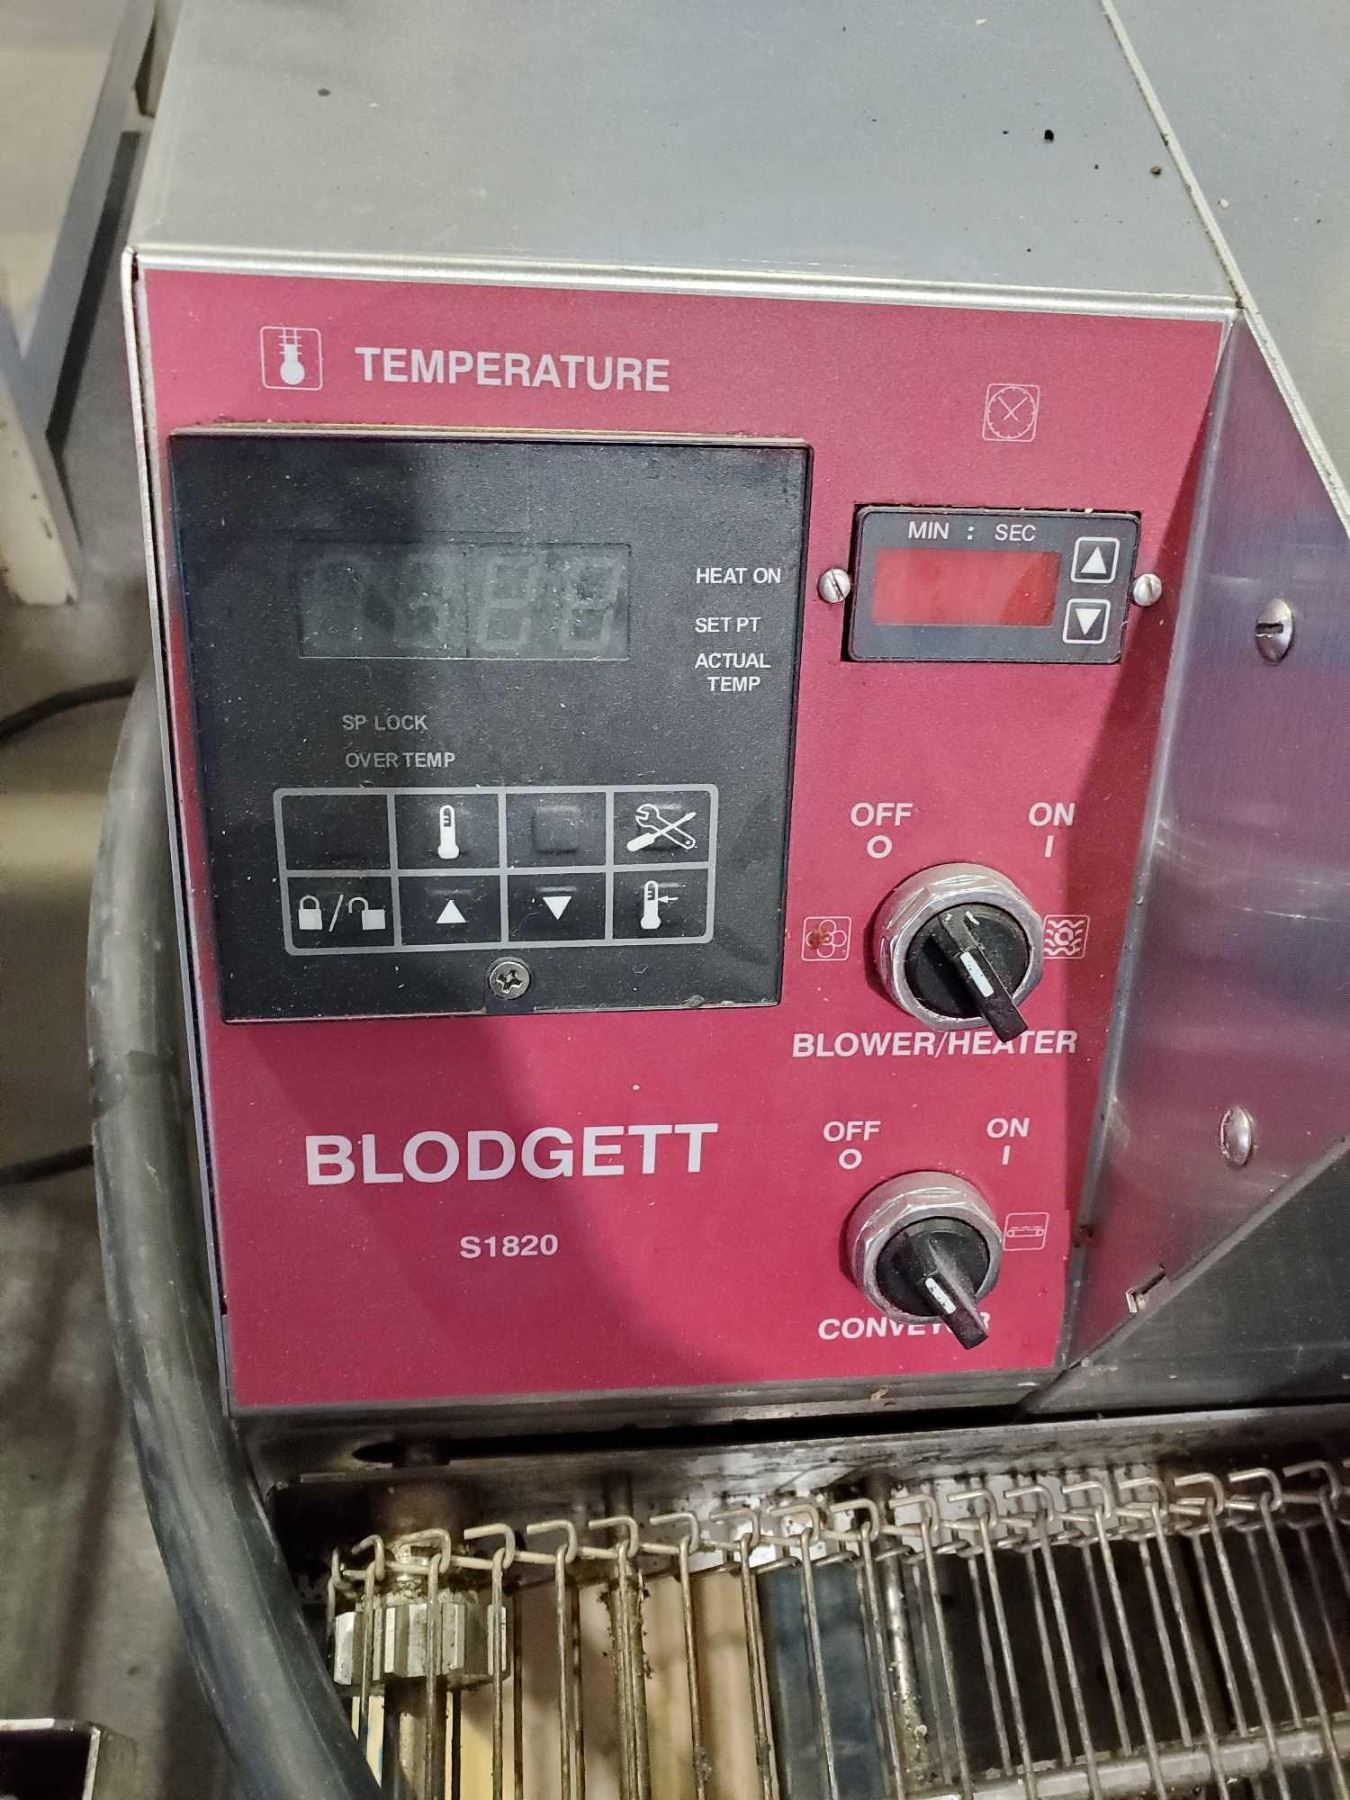 TEMPERATURE
MIN : SEC
HEAT ON
SET PT
ACTUAL
TEMP
SP LOCK
OVER TEMP
OFF ON
O I
BLOWER/HEATER
BLODGETT
S1820
OFF ON
O I
CONVEYOR